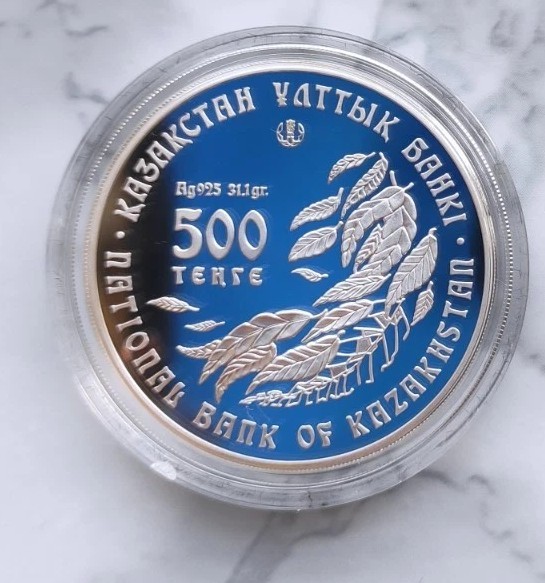 ҚАЗАҚСТАН ҰЛТТЫҚ БАНКІ
Ag925 31.1gr.
500
ТЕҢГЕ
NATIONAL BANK OF KAZAKHSTAN